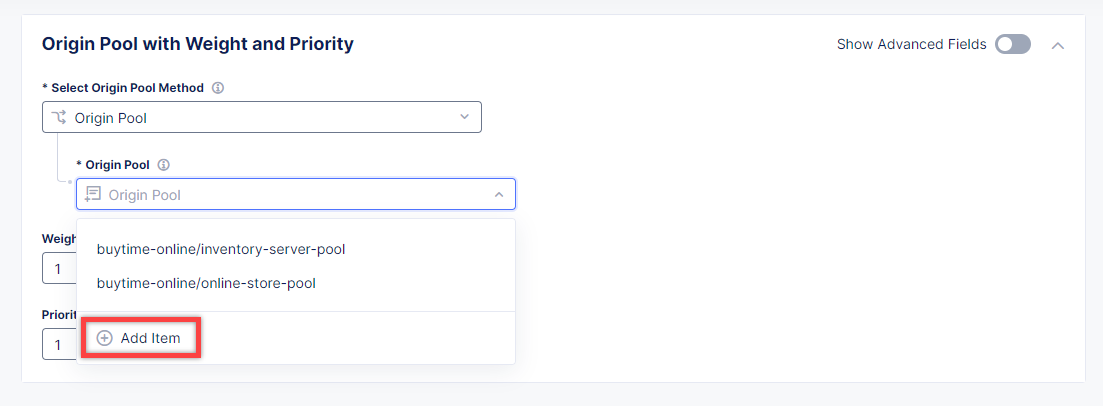 Origin Pool with Weight and Priority
Show Advanced Fields
* Select Origin Pool Method
Origin Pool
* Origin Pool
Origin Pool
buytime-online/inventory-server-pool
buytime-online/online-store-pool
Weigh
1
Priorit
1
Add Item